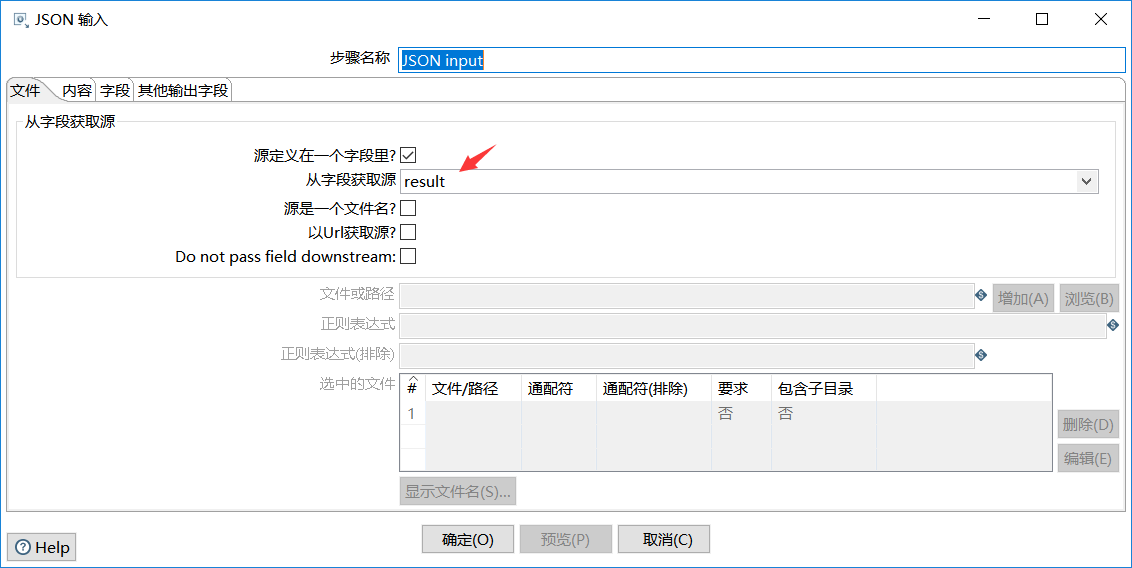 JSON 输入
步骤名称 JSON input
文件 内容 字段 其他输出字段
从字段获取源
源定义在一个字段里?
从字段获取源 result
源是一个文件名?
以Url获取源?
Do not pass field downstream:
文件或路径 增加(A) 浏览(B)
正则表达式
正则表达式(排除)
选中的文件 # 文件/路径 通配符 通配符(排除) 要求 包含子目录
1 否 否
删除(D)
编辑(E)
显示文件名(S)...
确定(O) 预览(P) 取消(C)
Help